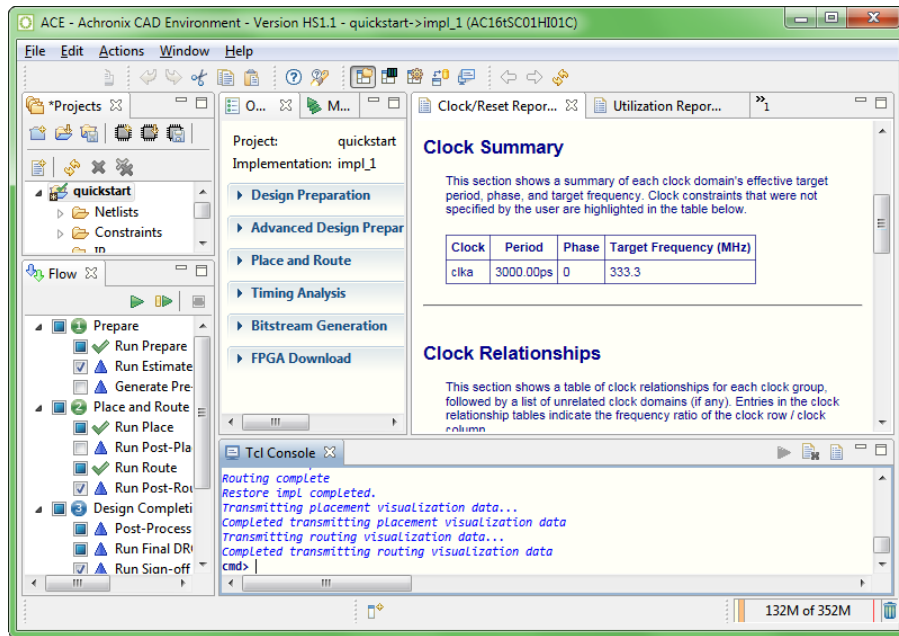 ACE - Achronix CAD Environment - Version HS1.1 - quickstart->impl_1 (AC16tSC01HI01C)
File Edit Actions Window Help
*Projects
quickstart
Netlists
Constraints
Flow
1 Prepare
Run Prepare
Run Estimate
Generate Pre-
2 Place and Route
Run Place
Run Post-Pla
Run Route
Run Post-Rou
3 Design Completi
Post-Process
Run Final DR
Run Sign-off
O... M...
Project: quickstart
Implementation: impl_1
Design Preparation
Advanced Design Prepar
Place and Route
Timing Analysis
Bitstream Generation
FPGA Download
Clock/Reset Repor... Utilization Repor... »1
Clock Summary
This section shows a summary of each clock domain's effective target
period, phase, and target frequency. Clock constraints that were not
specified by the user are highlighted in the table below.
Clock Period Phase Target Frequency (MHz)
clka 3000.00ps 0 333.3
Clock Relationships
This section shows a table of clock relationships for each clock group,
followed by a list of unrelated clock domains (if any). Entries in the clock
relationship tables indicate the frequency ratio of the clock row / clock
column
Tcl Console
Routing complete
Restore impl completed.
Transmitting placement visualization data...
Completed transmitting placement visualization data
Transmitting routing visualization data...
Completed transmitting routing visualization data
cmd>
132M of 352M